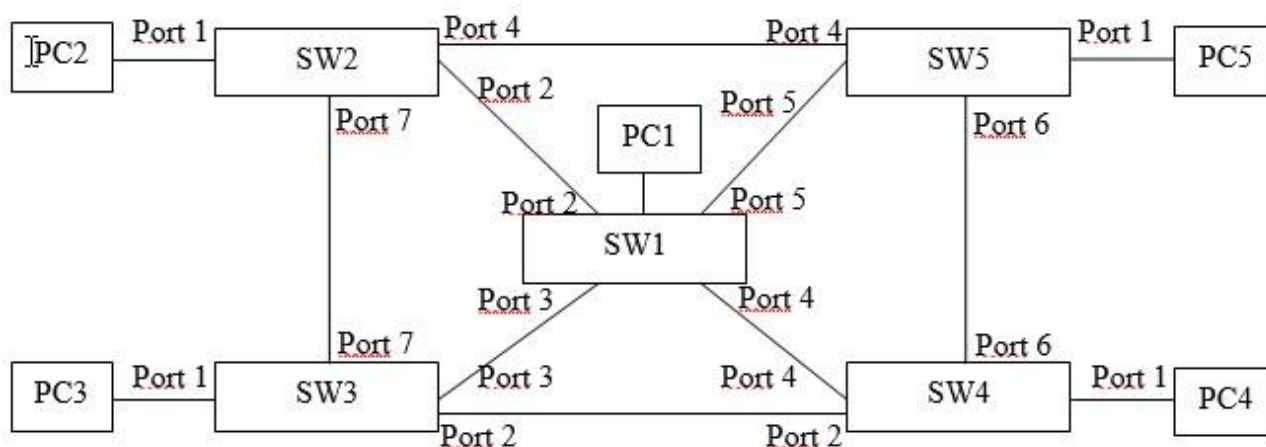 PC2 Port 1 SW2 Port 4 Port 4 SW5 Port 1 PC5
Port 2 Port 5
Port 7 PC1 Port 6
Port 2 Port 5
SW1
Port 3 Port 4
Port 7 Port 6
PC3 Port 1 SW3 Port 3 Port 4 SW4 Port 1 PC4
Port 2 Port 2